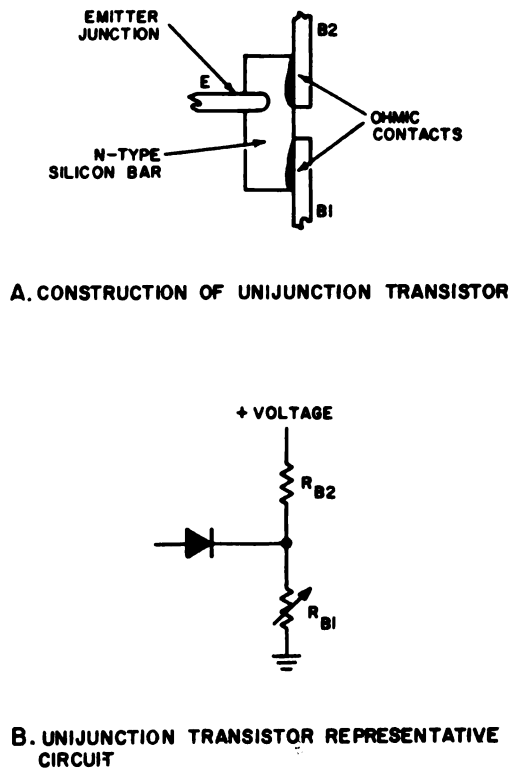 EMITTER
JUNCTION
B2
E
OHMIC
CONTACTS
N-TYPE
SILICON BAR
B1
A. CONSTRUCTION OF UNIJUNCTION TRANSISTOR
+ VOLTAGE
RB2
RB1
B. UNIJUNCTION TRANSISTOR REPRESENTATIVE
CIRCUIT